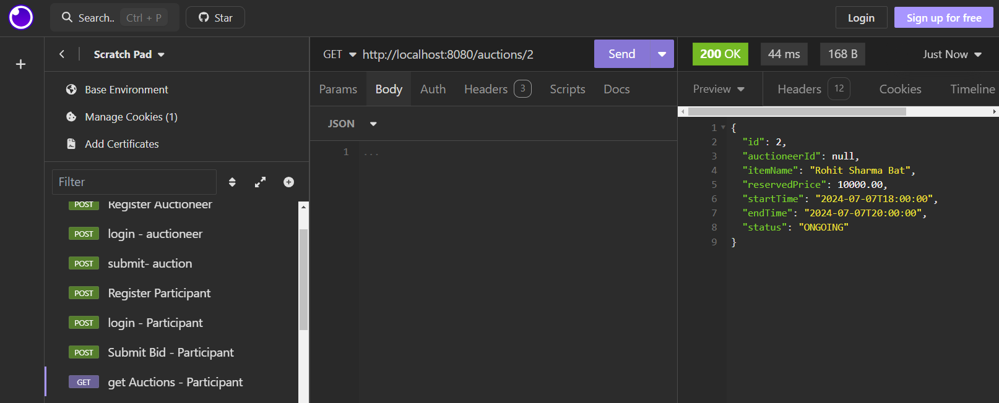 Search.. Ctrl + P Star Login Sign up for free
Scratch Pad
Base Environment
Manage Cookies (1)
Add Certificates
Filter
POST Register Auctioneer
POST login - auctioneer
POST submit- auction
POST Register Participant
POST login - Participant
POST Submit Bid - Participant
GET get Auctions - Participant
GET http://localhost:8080/auctions/2 Send
Params Body Auth Headers 3 Scripts Docs
JSON
1 ...
200 OK 44 ms 168 B Just Now
Preview Headers 12 Cookies Timeline
1 {
2 "id": 2,
3 "auctioneerId": null,
4 "itemName": "Rohit Sharma Bat",
5 "reservedPrice": 10000.00,
6 "startTime": "2024-07-07T18:00:00",
7 "endTime": "2024-07-07T20:00:00",
8 "status": "ONGOING"
9 }